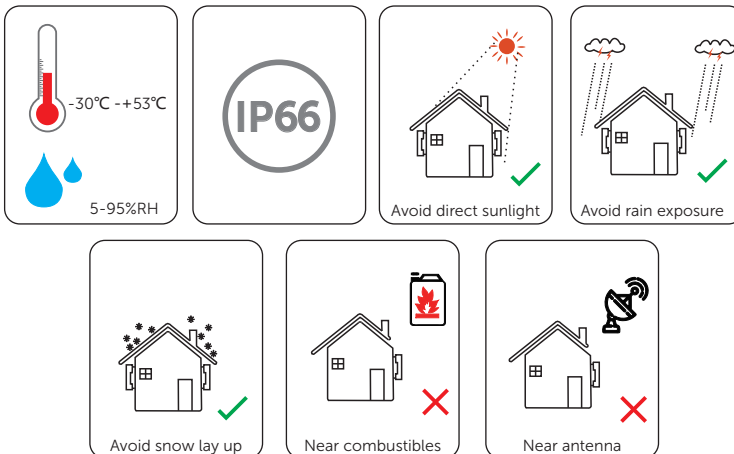 -30℃ -+53℃
5-95%RH
IP66
Avoid direct sunlight
Avoid rain exposure
Avoid snow lay up
Near combustibles
Near antenna